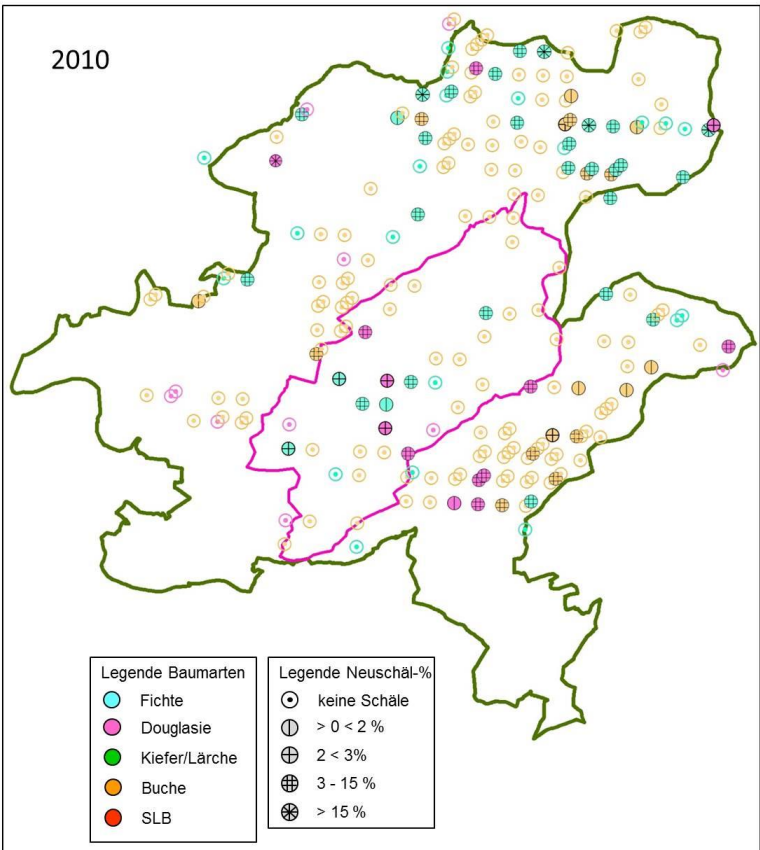 2010
Legende Baumarten
Fichte
Douglasie
Kiefer/Lärche
Buche
SLB
Legende Neuschäl-%
keine Schäle
> 0 < 2 %
2 < 3%
3 - 15 %
> 15 %